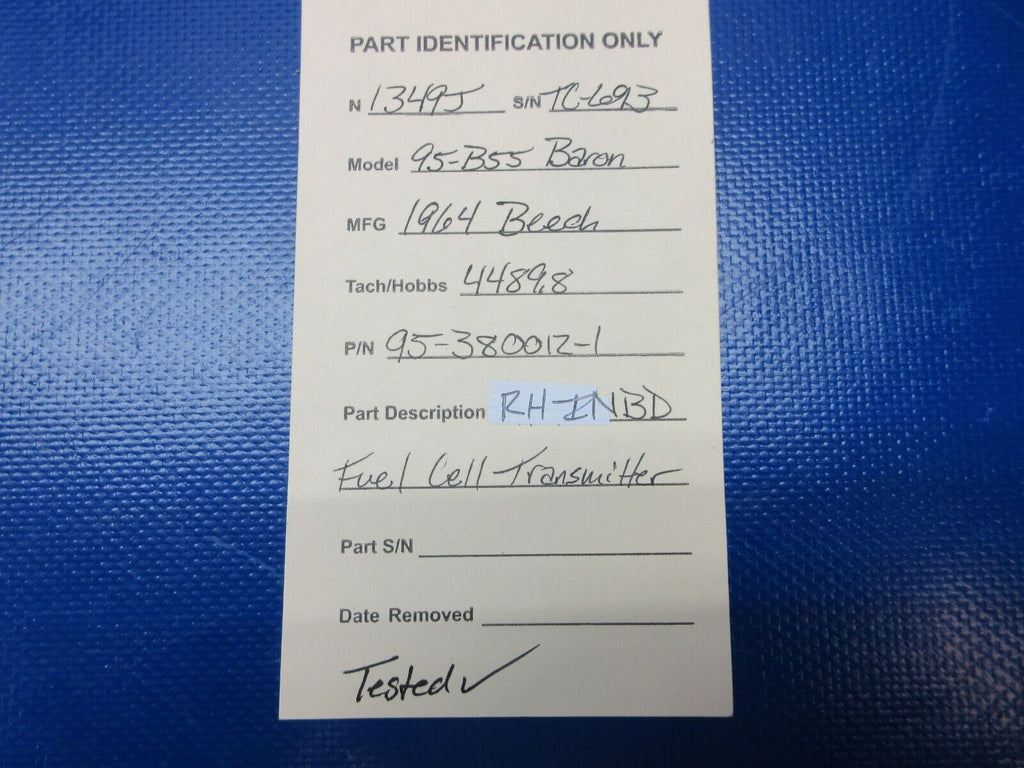 PART IDENTIFICATION ONLY
N 1349J S/N TC-693
Model 95-B55 Baron
MFG 1964 Beech
Tach/Hobbs 4489.8
P/N 95-380012-1
Part Description RH INBD
Fuel Cell Transmitter
Part S/N
Date Removed
Tested ✓